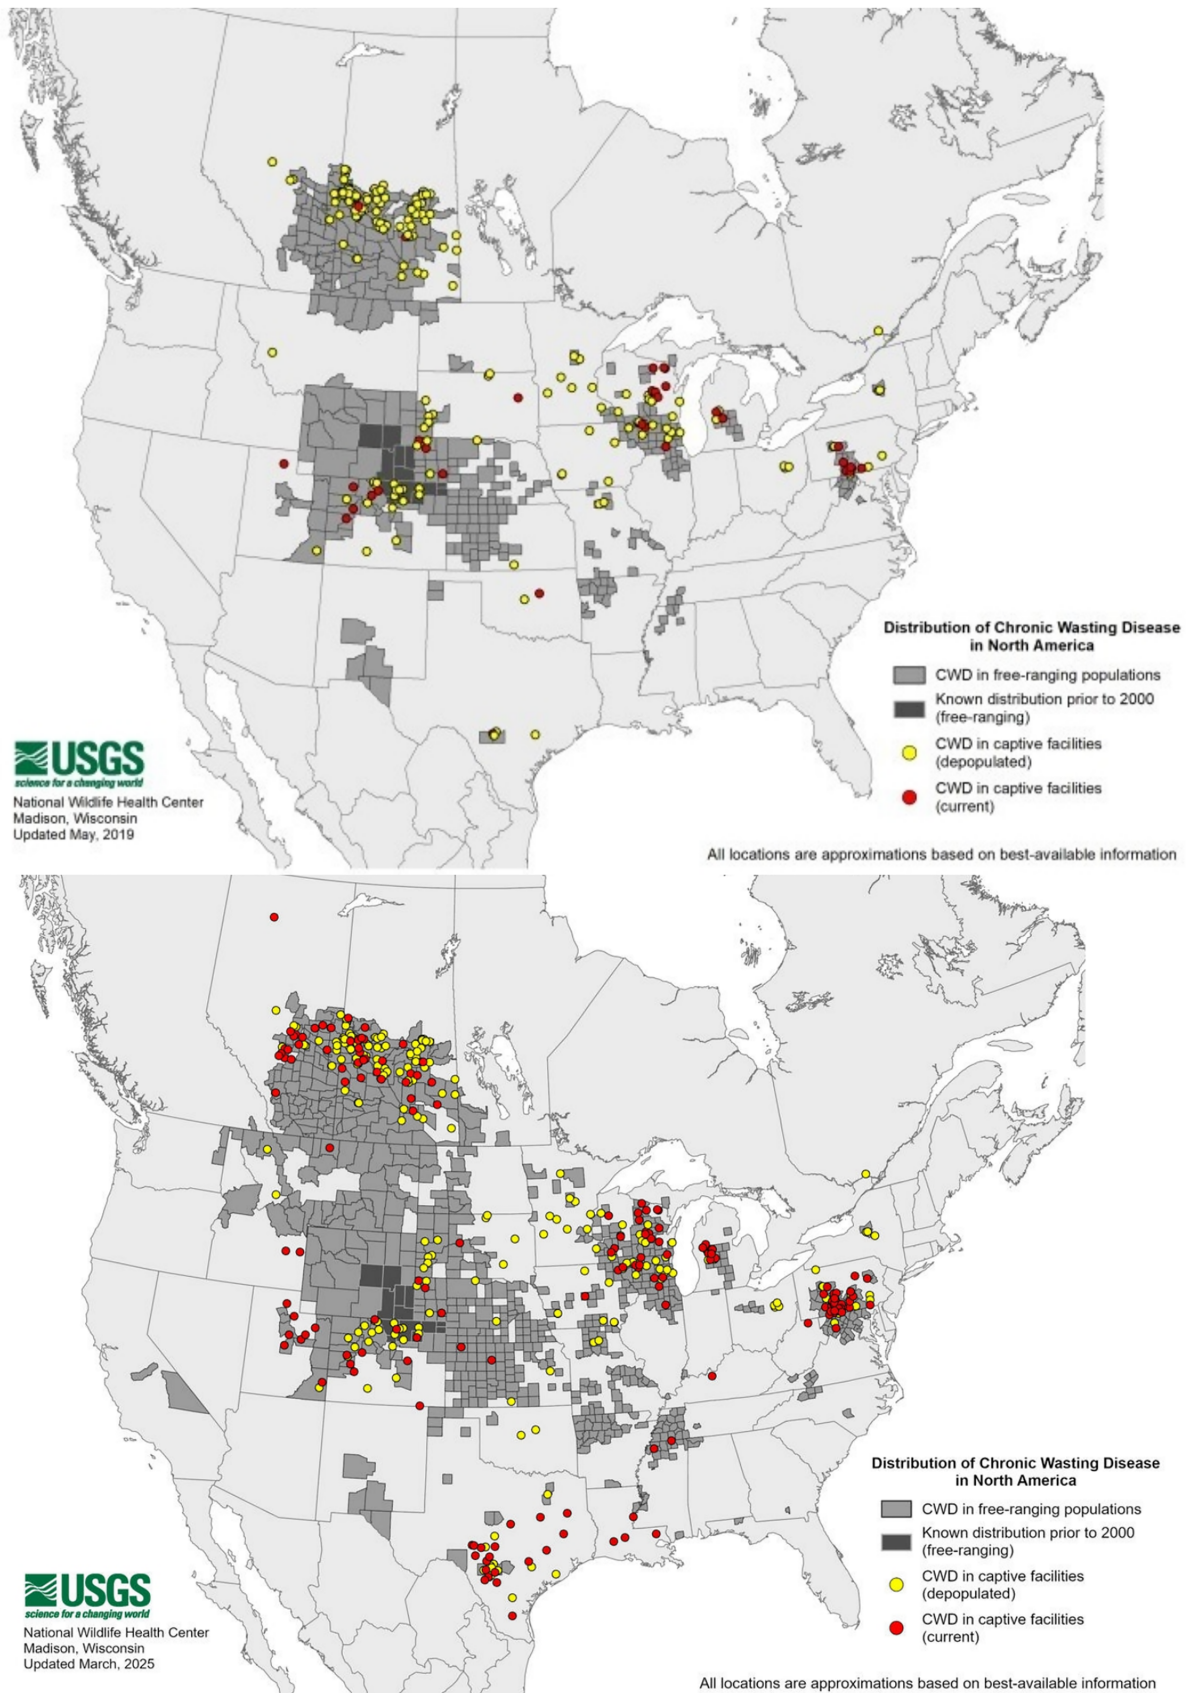 Distribution of Chronic Wasting Disease
in North America
CWD in free-ranging populations
Known distribution prior to 2000
(free-ranging)
CWD in captive facilities
(depopulated)
CWD in captive facilities
(current)
USGS
science for a changing world
National Wildlife Health Center
Madison, Wisconsin
Updated May, 2019
All locations are approximations based on best-available information
Distribution of Chronic Wasting Disease
in North America
CWD in free-ranging populations
Known distribution prior to 2000
(free-ranging)
CWD in captive facilities
(depopulated)
CWD in captive facilities
(current)
USGS
science for a changing world
National Wildlife Health Center
Madison, Wisconsin
Updated March, 2025
All locations are approximations based on best-available information